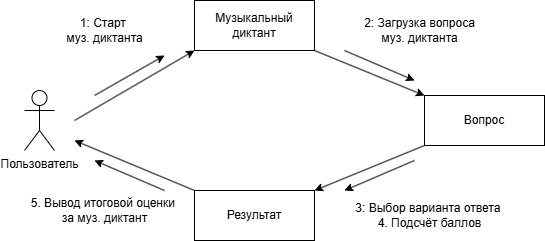 1: Старт
муз. диктанта
Музыкальный
диктант
2: Загрузка вопроса
муз. диктанта
Вопрос
Пользователь
5. Вывод итоговой оценки
за муз. диктант
Результат
3: Выбор варианта ответа
4. Подсчёт баллов